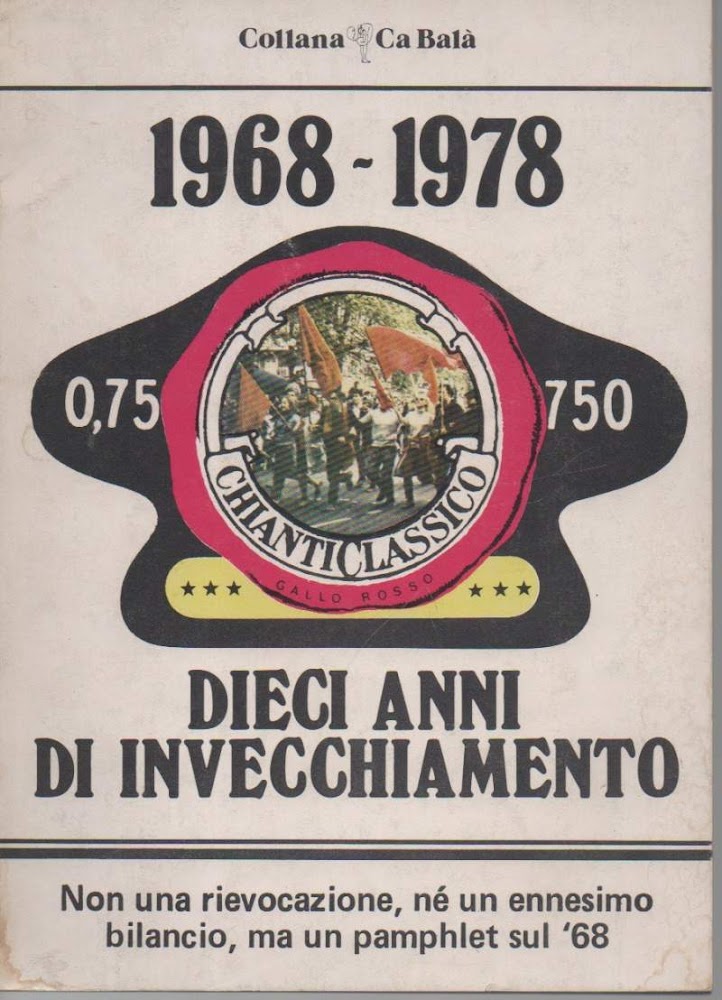 Collana Ca Balà
1968 - 1978
0,75
750
CHIANTI CLASSICO
GALLO ROSSO
★★★ ★★★
DIECI ANNI
DI INVECCHIAMENTO
Non una rievocazione, né un ennesimo
bilancio, ma un pamphlet sul '68